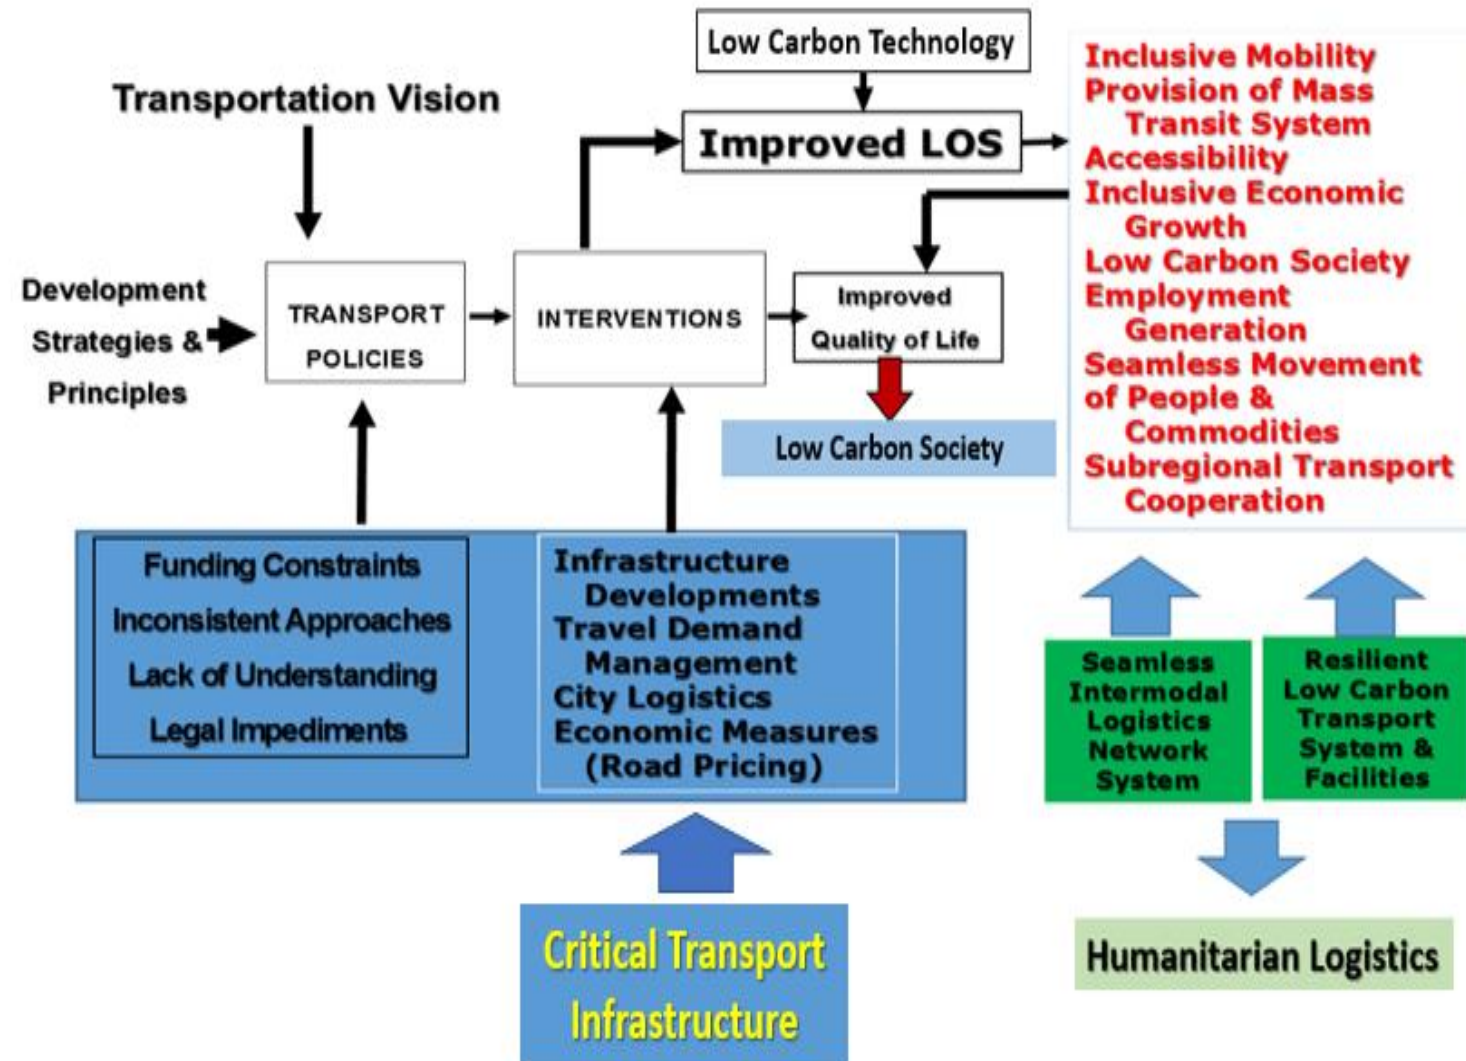 Low Carbon Technology
Transportation Vision
Improved LOS
Inclusive Mobility
Provision of Mass
Transit System
Accessibility
Inclusive Economic
Growth
Low Carbon Society
Employment
Generation
Seamless Movement
of People &
Commodities
Subregional Transport
Cooperation
Development
Strategies &
Principles
TRANSPORT
POLICIES
INTERVENTIONS
Improved
Quality of Life
Low Carbon Society
Funding Constraints
Inconsistent Approaches
Lack of Understanding
Legal Impediments
Infrastructure
Developments
Travel Demand
Management
City Logistics
Economic Measures
(Road Pricing)
Seamless
Intermodal
Logistics
Network
System
Resilient
Low Carbon
Transport
System &
Facilities
Critical Transport
Infrastructure
Humanitarian Logistics